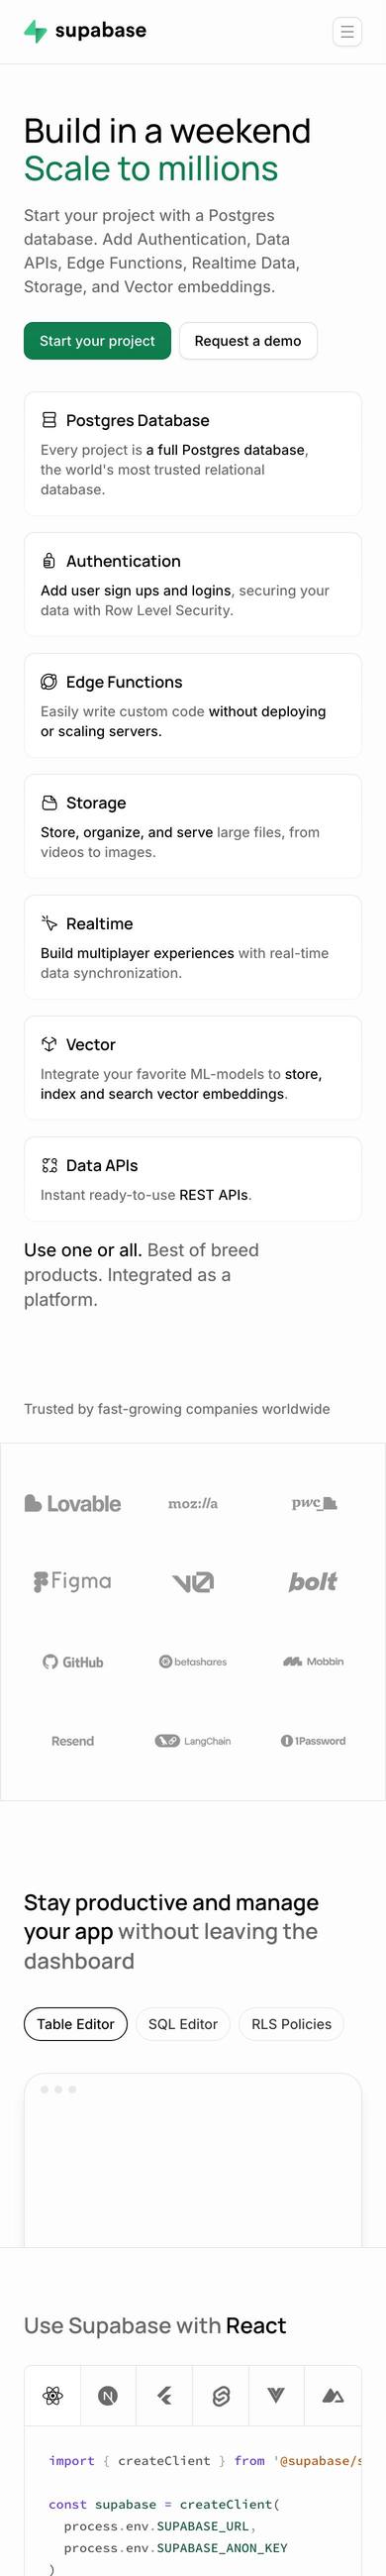 supabase
Build in a weekend
Scale to millions
Start your project with a Postgres
database. Add Authentication, Data
APIs, Edge Functions, Realtime Data,
Storage, and Vector embeddings.
Start your project
Request a demo
Postgres Database
Every project is a full Postgres database,
the world's most trusted relational
database.
Authentication
Add user sign ups and logins, securing your
data with Row Level Security.
Edge Functions
Easily write custom code without deploying
or scaling servers.
Storage
Store, organize, and serve large files, from
videos to images.
Realtime
Build multiplayer experiences with real-time
data synchronization.
Vector
Integrate your favorite ML-models to store,
index and search vector embeddings.
Data APIs
Instant ready-to-use REST APIs.
Use one or all. Best of breed
products. Integrated as a
platform.
Trusted by fast-growing companies worldwide
Lovable
moz://a
pwc
Figma
v0
bolt
GitHub
betashares
Mobbin
Resend
LangChain
1Password
Stay productive and manage
your app without leaving the
dashboard
Table Editor
SQL Editor
RLS Policies
Use Supabase with React
import { createClient } from '@supabase/s
const supabase = createClient(
process.env.SUPABASE_URL,
process.env.SUPABASE_ANON_KEY
)